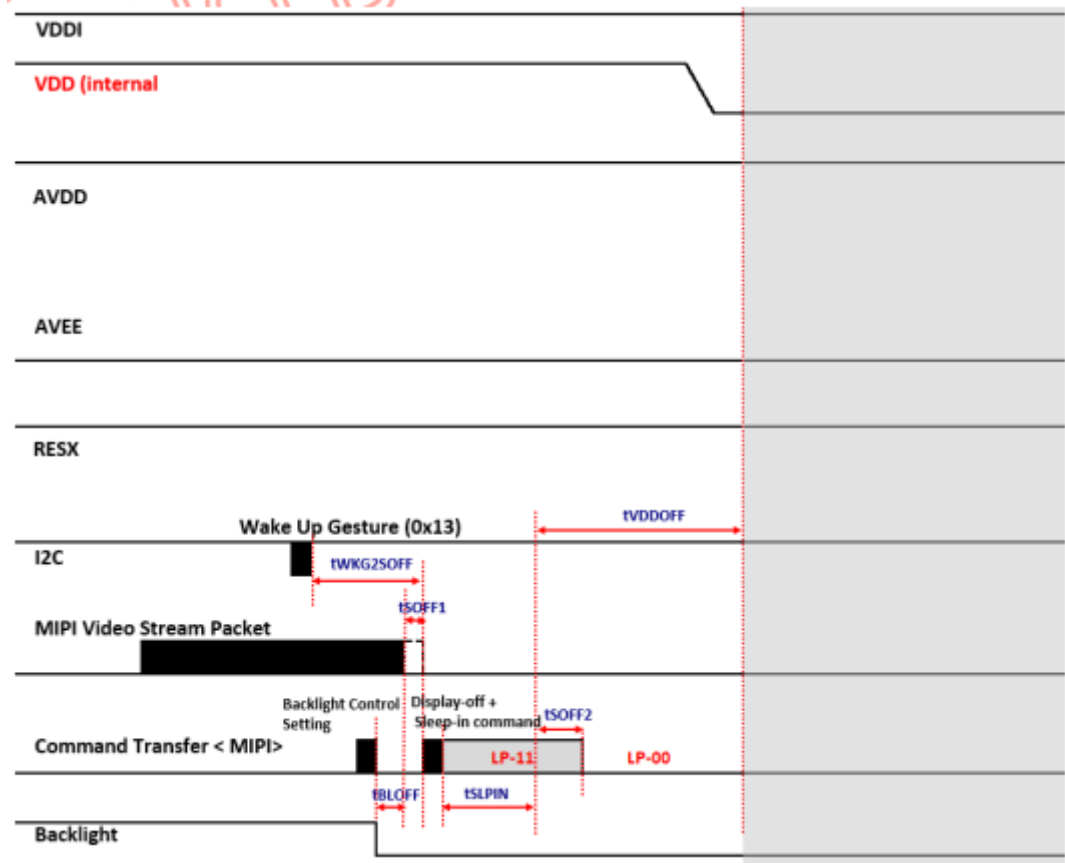 VDDI
VDD (internal
AVDD
AVEE
RESX
tVDDOFF
Wake Up Gesture (0x13)
I2C
tWKG2SOFF
tSOFF1
MIPI Video Stream Packet
Backlight Control
Setting
Display-off +
Sleep-in command
tSOFF2
Command Transfer < MIPI>
LP-11
LP-00
tBLOFF
tSLPIN
Backlight